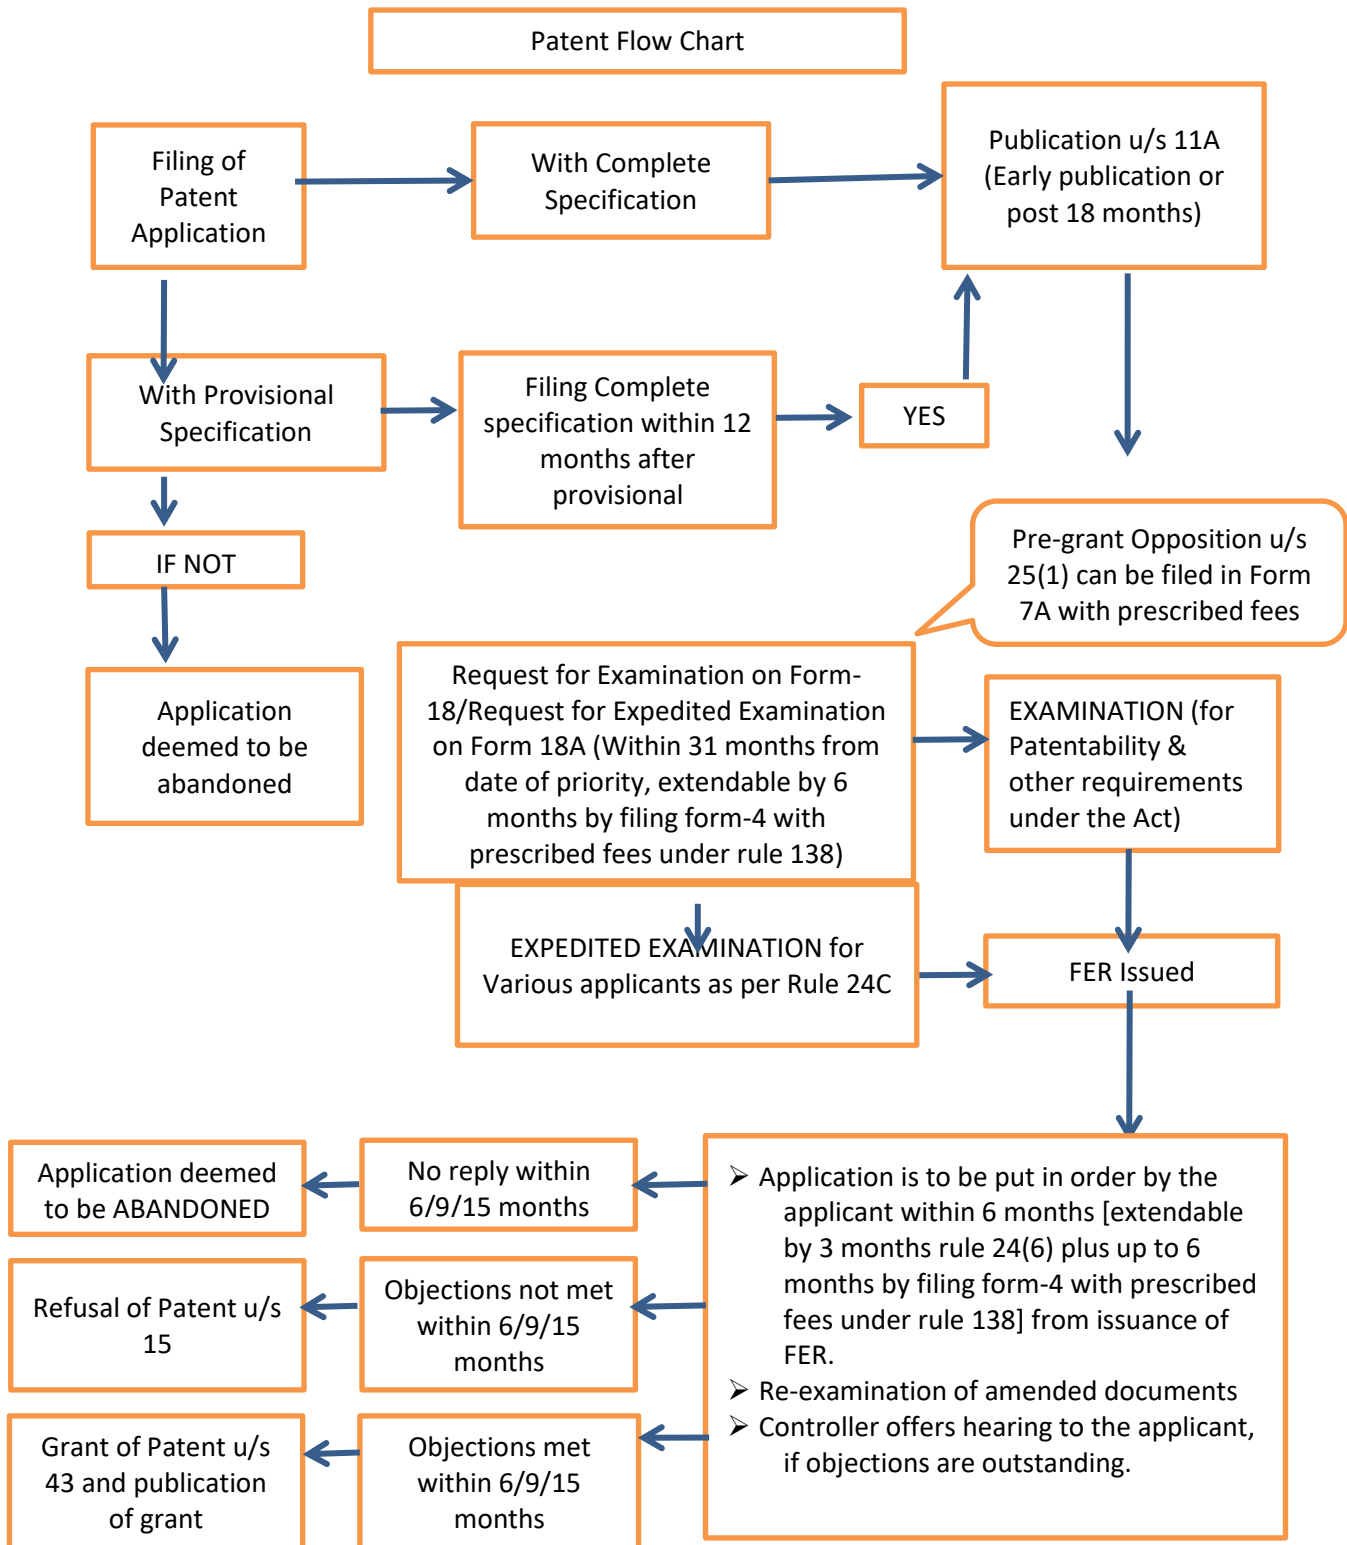 Patent Flow Chart
Filing of
Patent
Application
With Complete
Specification
Publication u/s 11A
(Early publication or
post 18 months)
With Provisional
Specification
Filing Complete
specification within 12
months after
provisional
YES
IF NOT
Application
deemed to be
abandoned
Pre-grant Opposition u/s
25(1) can be filed in Form
7A with prescribed fees
Request for Examination on Form-
18/Request for Expedited Examination
on Form 18A (Within 31 months from
date of priority, extendable by 6
months by filing form-4 with
prescribed fees under rule 138)
EXAMINATION (for
Patentability &
other requirements
under the Act)
EXPEDITED EXAMINATION for
Various applicants as per Rule 24C
FER Issued
➢ Application is to be put in order by the
applicant within 6 months [extendable
by 3 months rule 24(6) plus up to 6
months by filing form-4 with prescribed
fees under rule 138] from issuance of
FER.
➢ Re-examination of amended documents
➢ Controller offers hearing to the applicant,
if objections are outstanding.
No reply within
6/9/15 months
Application deemed
to be ABANDONED
Objections not met
within 6/9/15
months
Refusal of Patent u/s
15
Objections met
within 6/9/15
months
Grant of Patent u/s
43 and publication
of grant